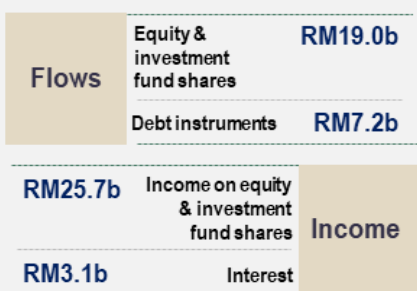 Flows
Equity &
investment
fund shares
RM19.0b
Debt instruments
RM7.2b
RM25.7b
Income on equity
& investment
fund shares
Income
RM3.1b
Interest